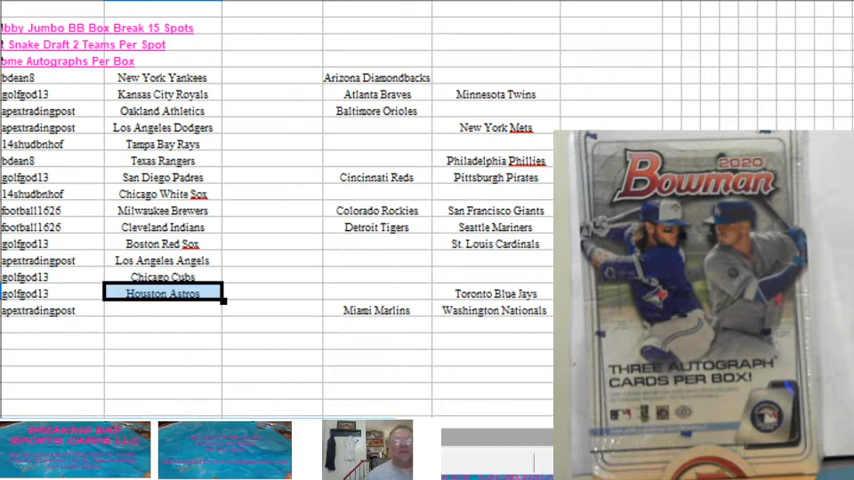 bby Jumbo BB Box Break 15 Spots
t Snake Draft 2 Teams Per Spot
ome Autographs Per Box
bdean8 New York Yankees Arizona Diamondbacks
golfgod13 Kansas City Royals Atlanta Braves Minnesota Twins
apextradingpost Oakland Athletics Baltimore Orioles
apextradingpost Los Angeles Dodgers New York Mets
14shudbnhof Tampa Bay Rays
bdean8 Texas Rangers Philadelphia Phillies
golfgod13 San Diego Padres Cincinnati Reds Pittsburgh Pirates
14shudbnhof Chicago White Sox
football1626 Milwaukee Brewers Colorado Rockies San Francisco Giants
football1626 Cleveland Indians Detroit Tigers Seattle Mariners
golfgod13 Boston Red Sox St. Louis Cardinals
apextradingpost Los Angeles Angels
golfgod13 Chicago Cubs
golfgod13 Houston Astros Toronto Blue Jays
apextradingpost Miami Marlins Washington Nationals
2020
Bowman
THREE AUTOGRAPH
CARDS PER BOX!
SPORTS CARDS LLC